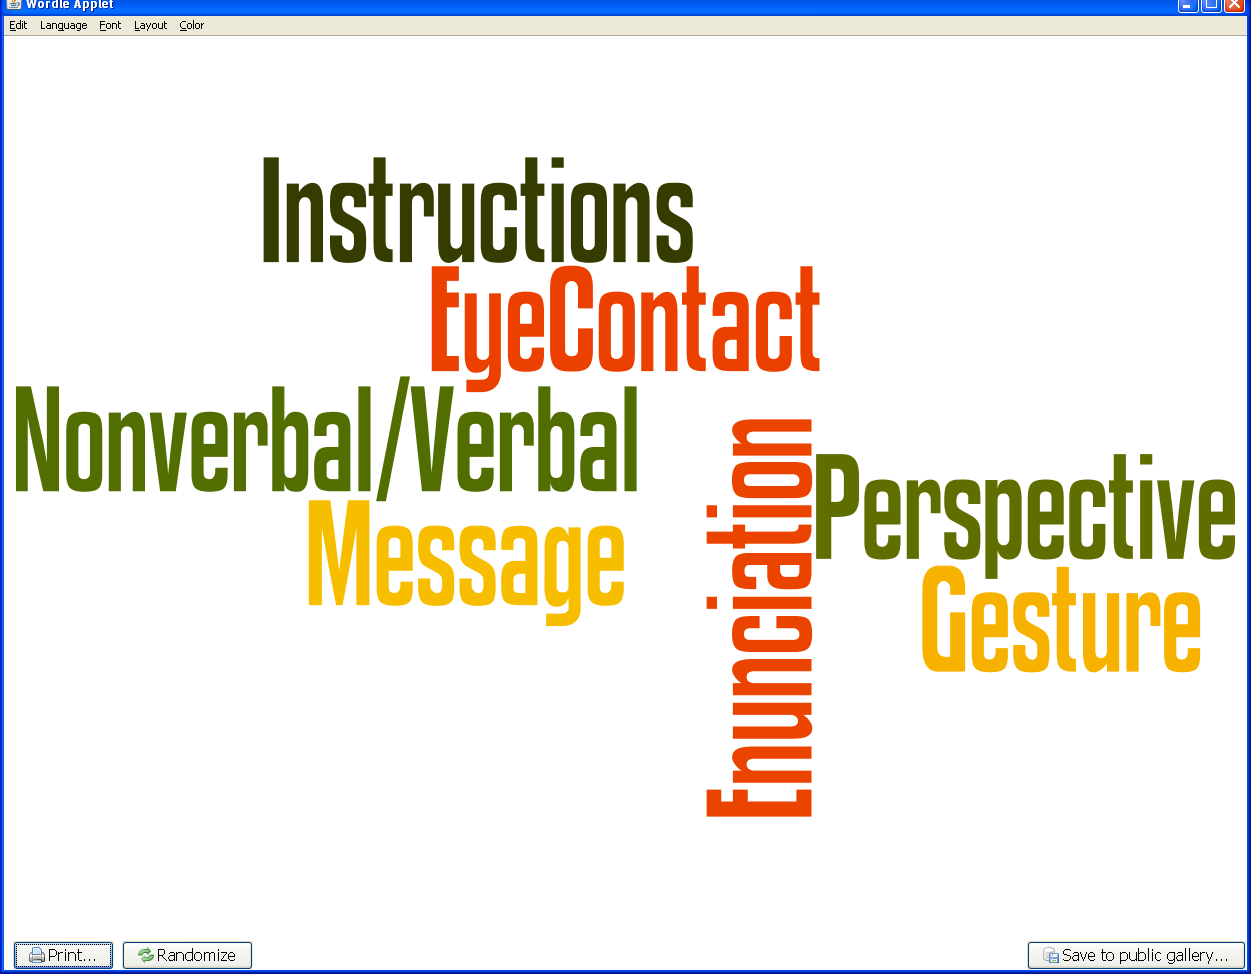 Wordle Applet
Edit Language Font Layout Color
Instructions
EyeContact
Nonverbal/Verbal
Enunciation
Perspective
Message
Gesture
Print... Randomize Save to public gallery...